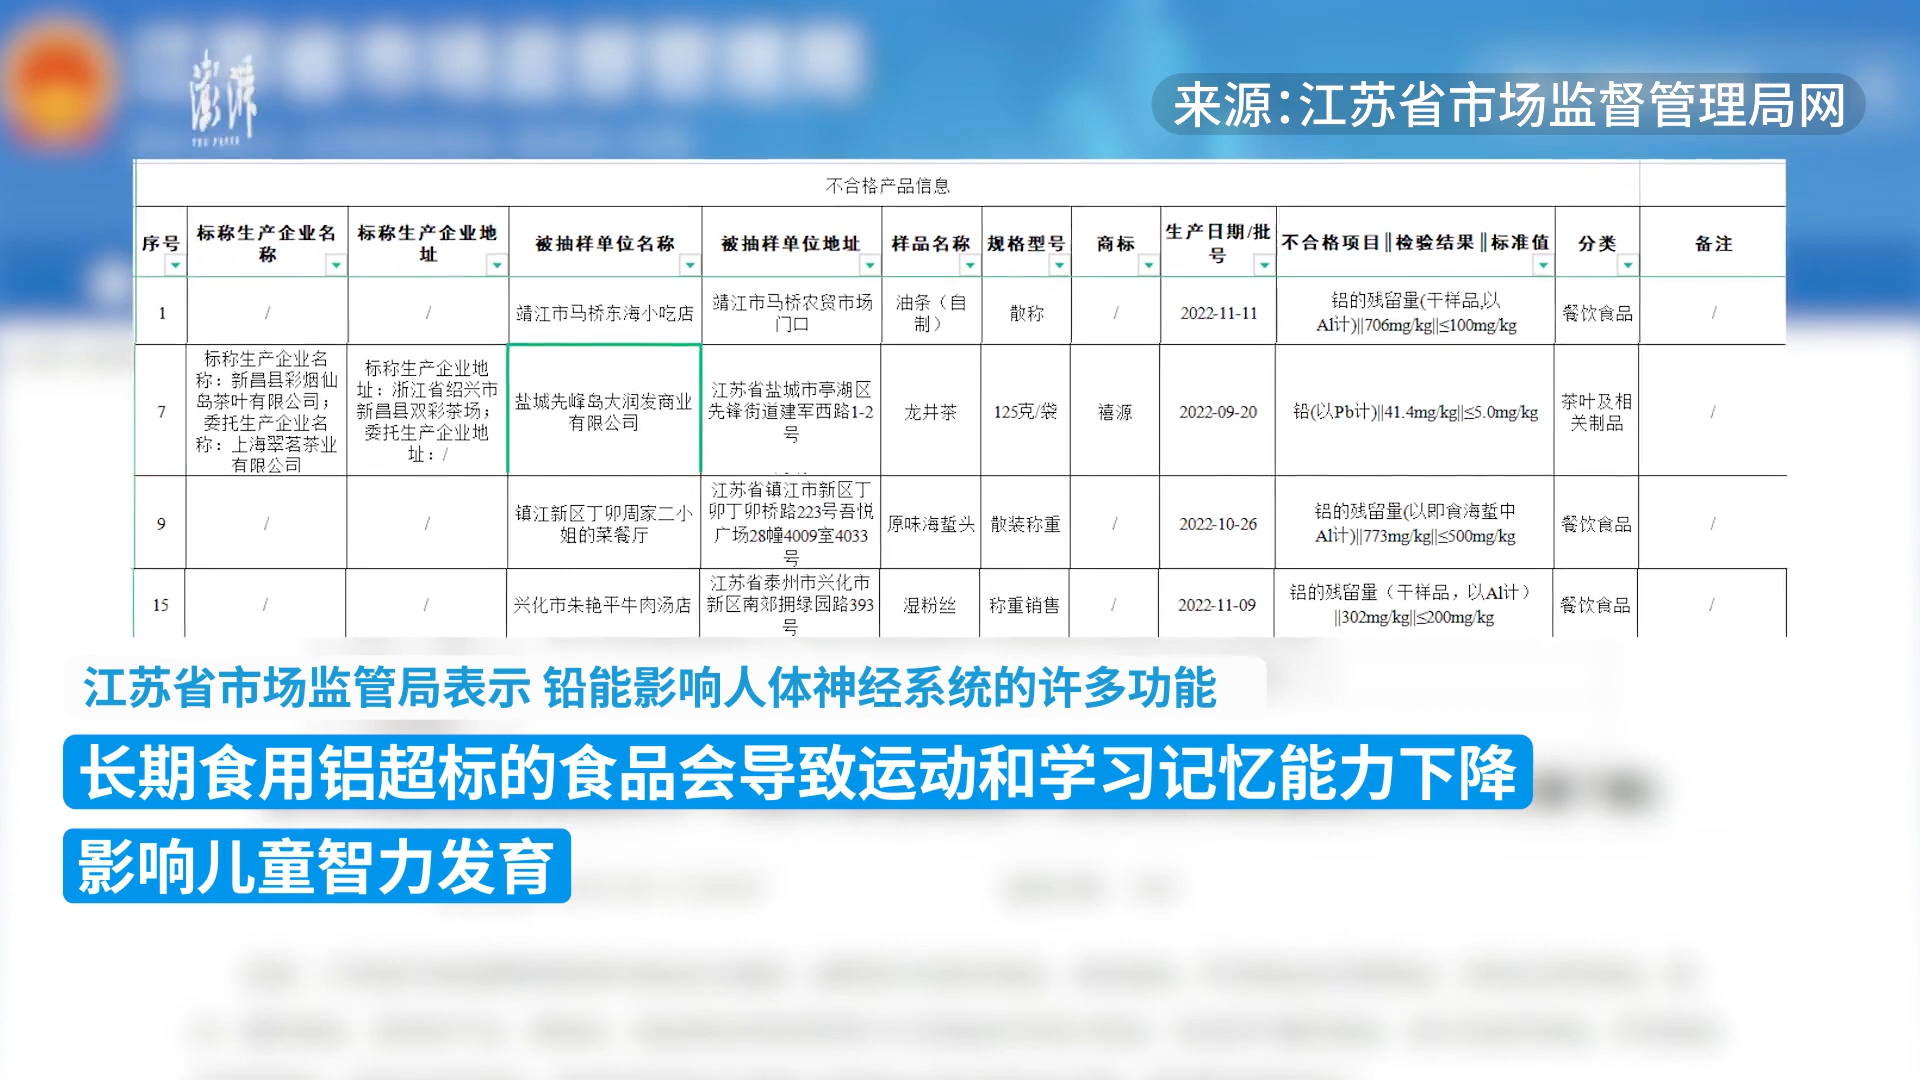 澎湃
THE PAPER
来源:江苏省市场监督管理局网
不合格产品信息
序号
标称生产企业名
称
标称生产企业地
址
被抽样单位名称
被抽样单位地址
样品名称
规格型号
商标
生产日期/批
号
不合格项目‖检验结果‖标准值
分类
备注
1
/
/
靖江市马桥东海小吃店
靖江市马桥农贸市场
门口
油条（自
制）
散称
/
2022-11-11
铝的残留量(干样品,以
Al计)||706mg/kg||≤100mg/kg
餐饮食品
/
7
标称生产企业名
称：新昌县彩烟仙
岛茶叶有限公司；
委托生产企业名
称：上海翠茗茶业
有限公司
标称生产企业地
址：浙江省绍兴市
新昌县双彩茶场；
委托生产企业地
址：/
盐城先峰岛大润发商业
有限公司
江苏省盐城市亭湖区
先锋街道建军西路1-2
号
龙井茶
125克/袋
禧源
2022-09-20
铅(以Pb计)||41.4mg/kg||≤5.0mg/kg
茶叶及相
关制品
/
9
/
/
镇江新区丁卯周家二小
姐的菜餐厅
江苏省镇江市新区丁
卯丁卯桥路223号吾悦
广场28幢4009室4033
号
原味海蜇头
散装称重
/
2022-10-26
铝的残留量(以即食海蜇中
Al计)||773mg/kg||≤500mg/kg
餐饮食品
/
15
/
/
兴化市朱艳平牛肉汤店
江苏省泰州市兴化市
新区南郊拥绿园路393
号
湿粉丝
称重销售
/
2022-11-09
铝的残留量（干样品，以Al计）
||302mg/kg||≤200mg/kg
餐饮食品
/
江苏省市场监管局表示 铅能影响人体神经系统的许多功能
长期食用铝超标的食品会导致运动和学习记忆能力下降
影响儿童智力发育